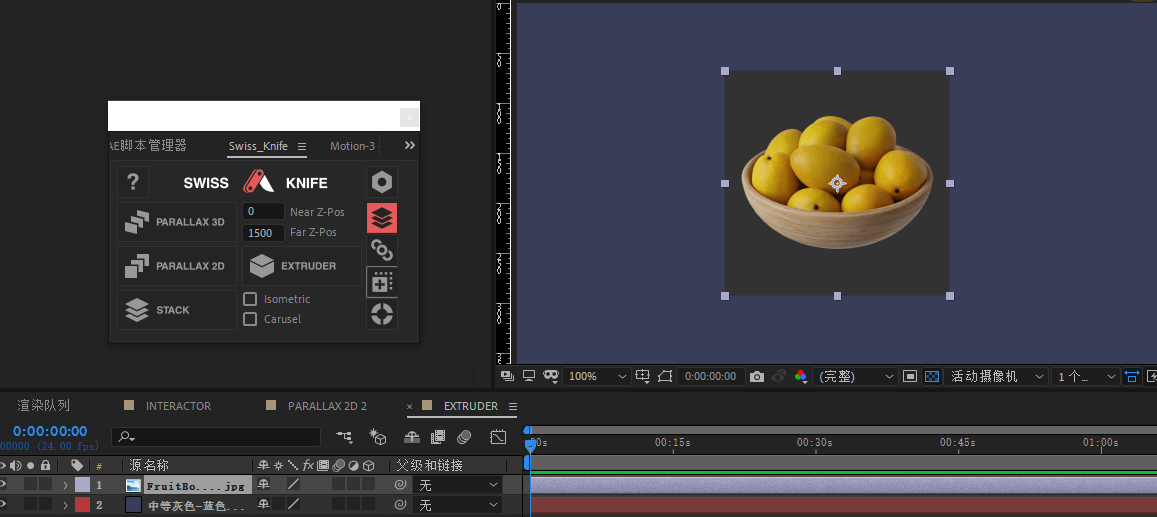 AE脚本管理器 Swiss_Knife Motion-3
? SWISS KNIFE
PARALLAX 3D 0 Near Z-Pos
1500 Far Z-Pos
PARALLAX 2D EXTRUDER
STACK Isometric
Carusel
100% 0:00:00:00 (完整) 活动摄像机 1 个...
渲染队列 INTERACTOR PARALLAX 2D 2 × EXTRUDER
0:00:00:00
00000 (24.00 fps)
00s 00:15s 00:30s 00:45s 01:00s
# 源名称 fx 父级和链接
1 FruitBo....jpg 无
2 中等灰色-蓝色... 无